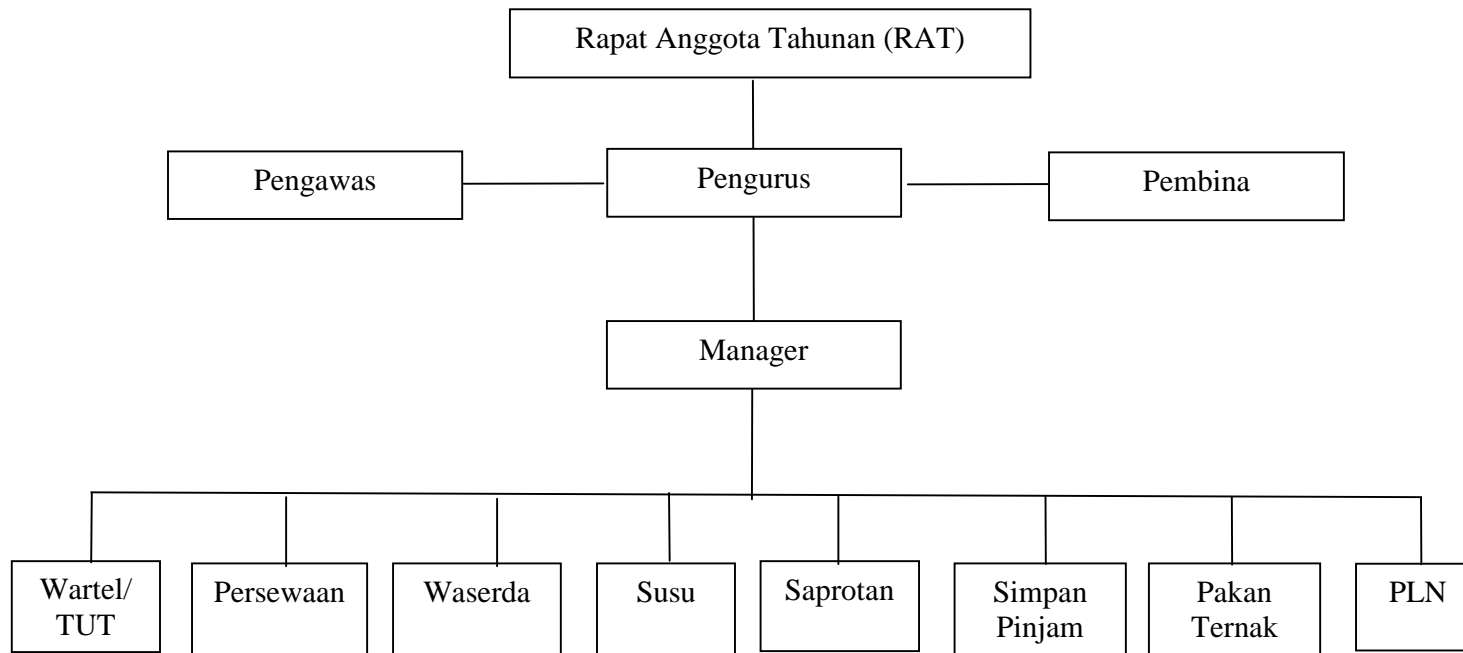 Rapat Anggota Tahunan (RAT)
Pengawas
Pengurus
Pembina
Manager
Wartel/
TUT
Persewaan
Waserda
Susu
Saprotan
Simpan
Pinjam
Pakan
Ternak
PLN